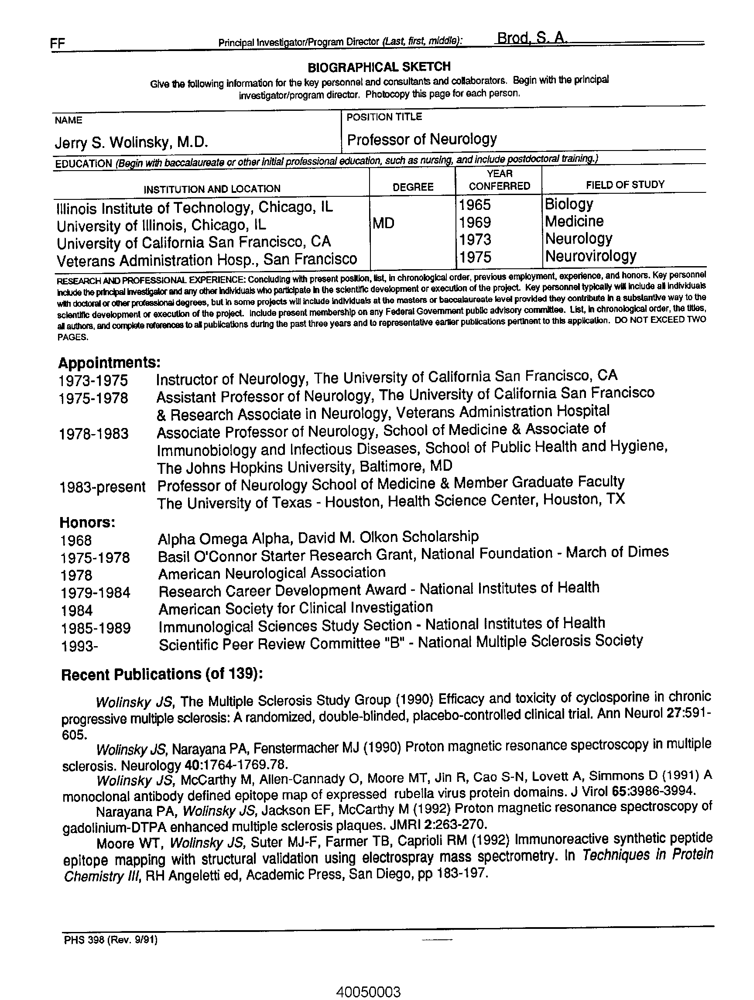 FF Principal Investigator/Program Director (Last, first, middle): Brod, S. A.
BIOGRAPHICAL SKETCH
Give the following information for the key personnel and consultants and collaborators. Begin with the principal
investigator/program director. Photocopy this page for each person.
NAME POSITION TITLE
Jerry S. Wolinsky, M.D. Professor of Neurology
EDUCATION (Begin with baccalaureate or other initial professional education, such as nursing, and include postdoctoral training.)
INSTITUTION AND LOCATION DEGREE YEAR CONFERRED FIELD OF STUDY
Illinois Institute of Technology, Chicago, IL 1965 Biology
University of Illinois, Chicago, IL MD 1969 Medicine
University of California San Francisco, CA 1973 Neurology
Veterans Administration Hosp., San Francisco 1975 Neurovirology
RESEARCH AND PROFESSIONAL EXPERIENCE: Concluding with present position, list, in chronological order, previous employment, experience, and honors. Key personnel
include the principal investigator and any other individuals who participate in the scientific development or execution of the project. Key personnel typically will include all individuals
with doctoral or other professional degrees, but in some projects will include individuals at the masters or baccalaureate level provided they contribute in a substantive way to the
scientific development or execution of the project. Include present membership on any Federal Government public advisory committee. List, in chronological order, the titles,
all authors, and complete references to all publications during the past three years and to representative earlier publications pertinent to this application. DO NOT EXCEED TWO
PAGES.
Appointments:
1973-1975 Instructor of Neurology, The University of California San Francisco, CA
1975-1978 Assistant Professor of Neurology, The University of California San Francisco
& Research Associate in Neurology, Veterans Administration Hospital
1978-1983 Associate Professor of Neurology, School of Medicine & Associate of
Immunobiology and Infectious Diseases, School of Public Health and Hygiene,
The Johns Hopkins University, Baltimore, MD
1983-present Professor of Neurology School of Medicine & Member Graduate Faculty
The University of Texas - Houston, Health Science Center, Houston, TX
Honors:
1968 Alpha Omega Alpha, David M. Olkon Scholarship
1975-1978 Basil O'Connor Starter Research Grant, National Foundation - March of Dimes
1978 American Neurological Association
1979-1984 Research Career Development Award - National Institutes of Health
1984 American Society for Clinical Investigation
1985-1989 Immunological Sciences Study Section - National Institutes of Health
1993- Scientific Peer Review Committee "B" - National Multiple Sclerosis Society
Recent Publications (of 139):
Wolinsky JS, The Multiple Sclerosis Study Group (1990) Efficacy and toxicity of cyclosporine in chronic
progressive multiple sclerosis: A randomized, double-blinded, placebo-controlled clinical trial. Ann Neurol 27:591-
605.
Wolinsky JS, Narayana PA, Fenstermacher MJ (1990) Proton magnetic resonance spectroscopy in multiple
sclerosis. Neurology 40:1764-1769.78.
Wolinsky JS, McCarthy M, Allen-Cannady O, Moore MT, Jin R, Cao S-N, Lovett A, Simmons D (1991) A
monoclonal antibody defined epitope map of expressed rubella virus protein domains. J Virol 65:3986-3994.
Narayana PA, Wolinsky JS, Jackson EF, McCarthy M (1992) Proton magnetic resonance spectroscopy of
gadolinium-DTPA enhanced multiple sclerosis plaques. JMRI 2:263-270.
Moore WT, Wolinsky JS, Suter MJ-F, Farmer TB, Caprioli RM (1992) Immunoreactive synthetic peptide
epitope mapping with structural validation using electrospray mass spectrometry. In Techniques in Protein
Chemistry III, RH Angeletti ed, Academic Press, San Diego, pp 183-197.
PHS 398 (Rev. 9/91)
40050003